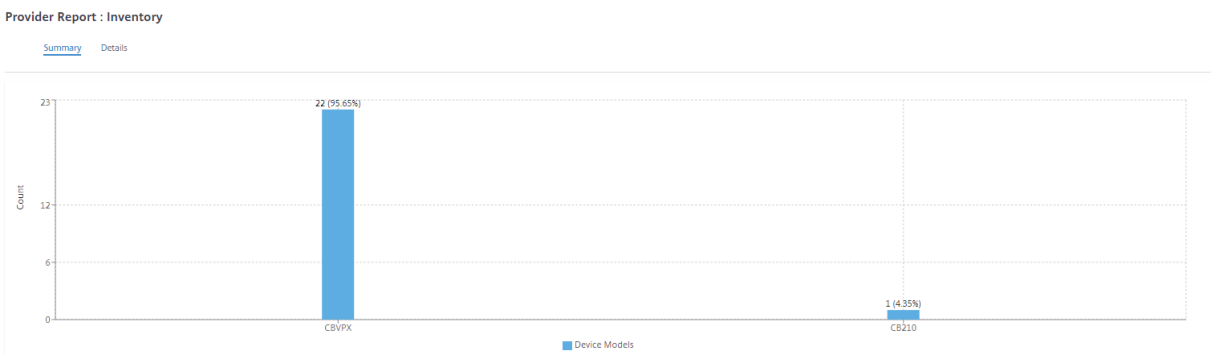 Provider Report : Inventory
Summary Details
23
22 (95.65%)
12
Count
6
1 (4.35%)
0
CBVPX CB210
Device Models